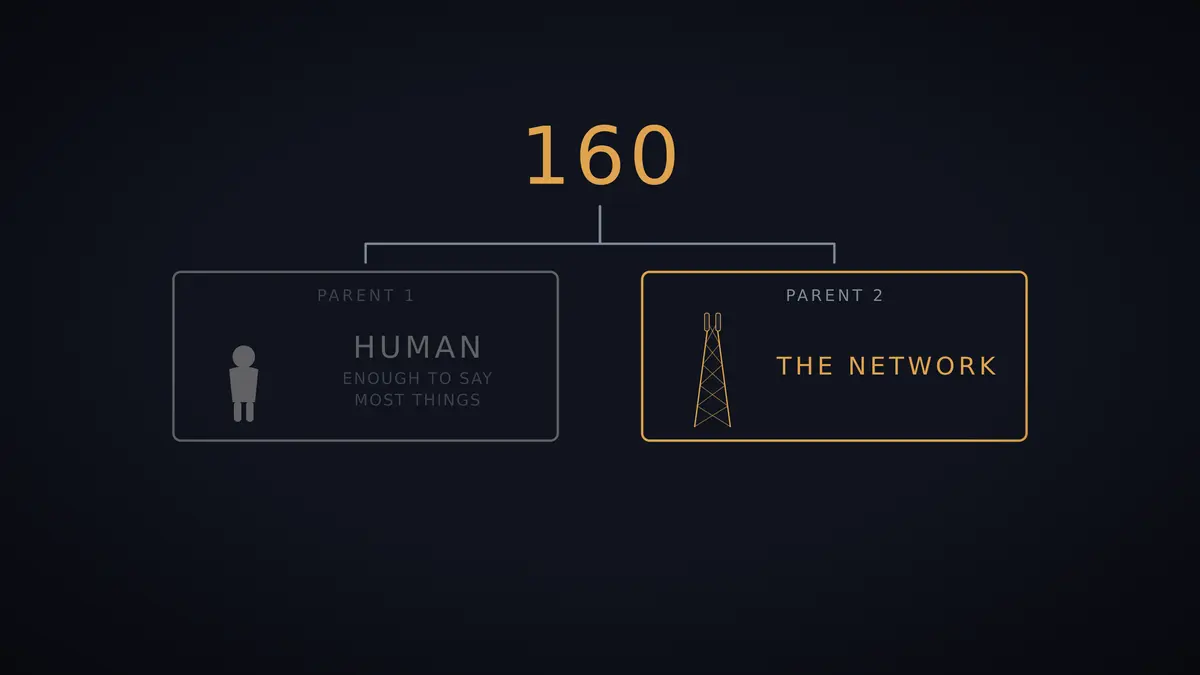 160
PARENT 1
HUMAN
ENOUGH TO SAY
MOST THINGS
PARENT 2
THE NETWORK